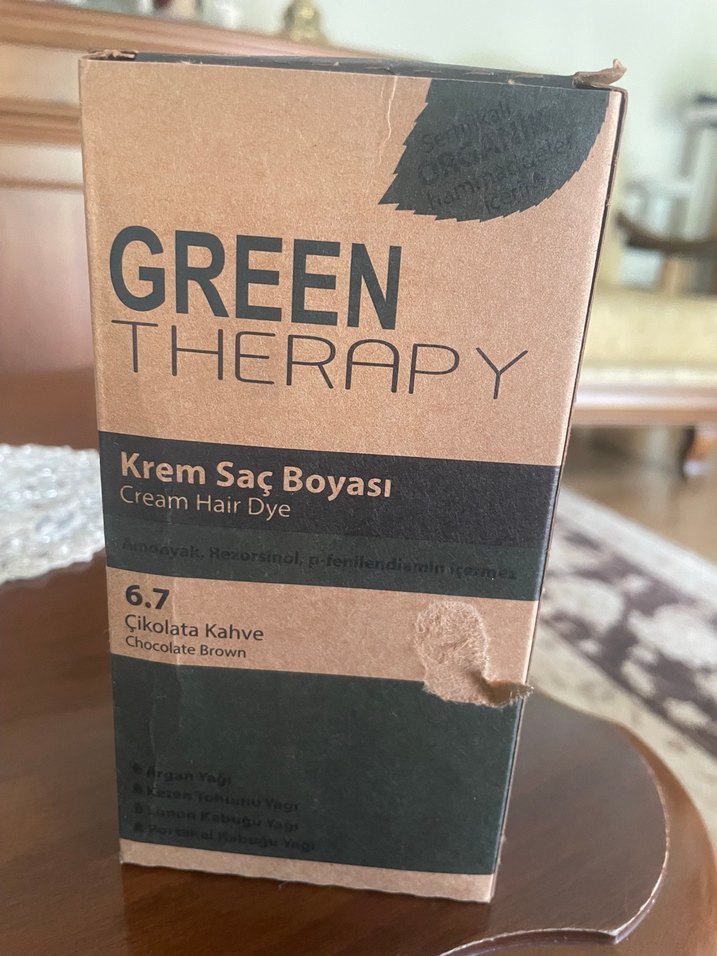 Sertifikalı
ORGANİK
hammaddeler
içerir
GREEN
THERAPY
Krem Saç Boyası
Cream Hair Dye
Amonyak, Rezorsinol, p-fenilendiamin içermez
6.7
Çikolata Kahve
Chocolate Brown
Argan Yağı
Keten Tohumu Yağı
Limon Kabuğu Yağı
Portakal Kabuğu Yağı